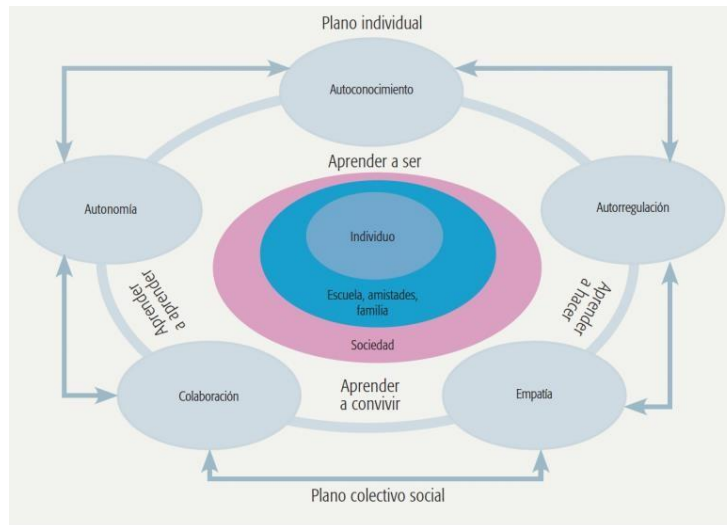 Plano individual
Autoconocimiento
Aprender a ser
Autonomía
Autorregulación
Individuo
Escuela, amistades,
familia
Sociedad
Aprender
a aprender
Aprender
a hacer
Aprender
a convivir
Colaboración
Empatía
Plano colectivo social